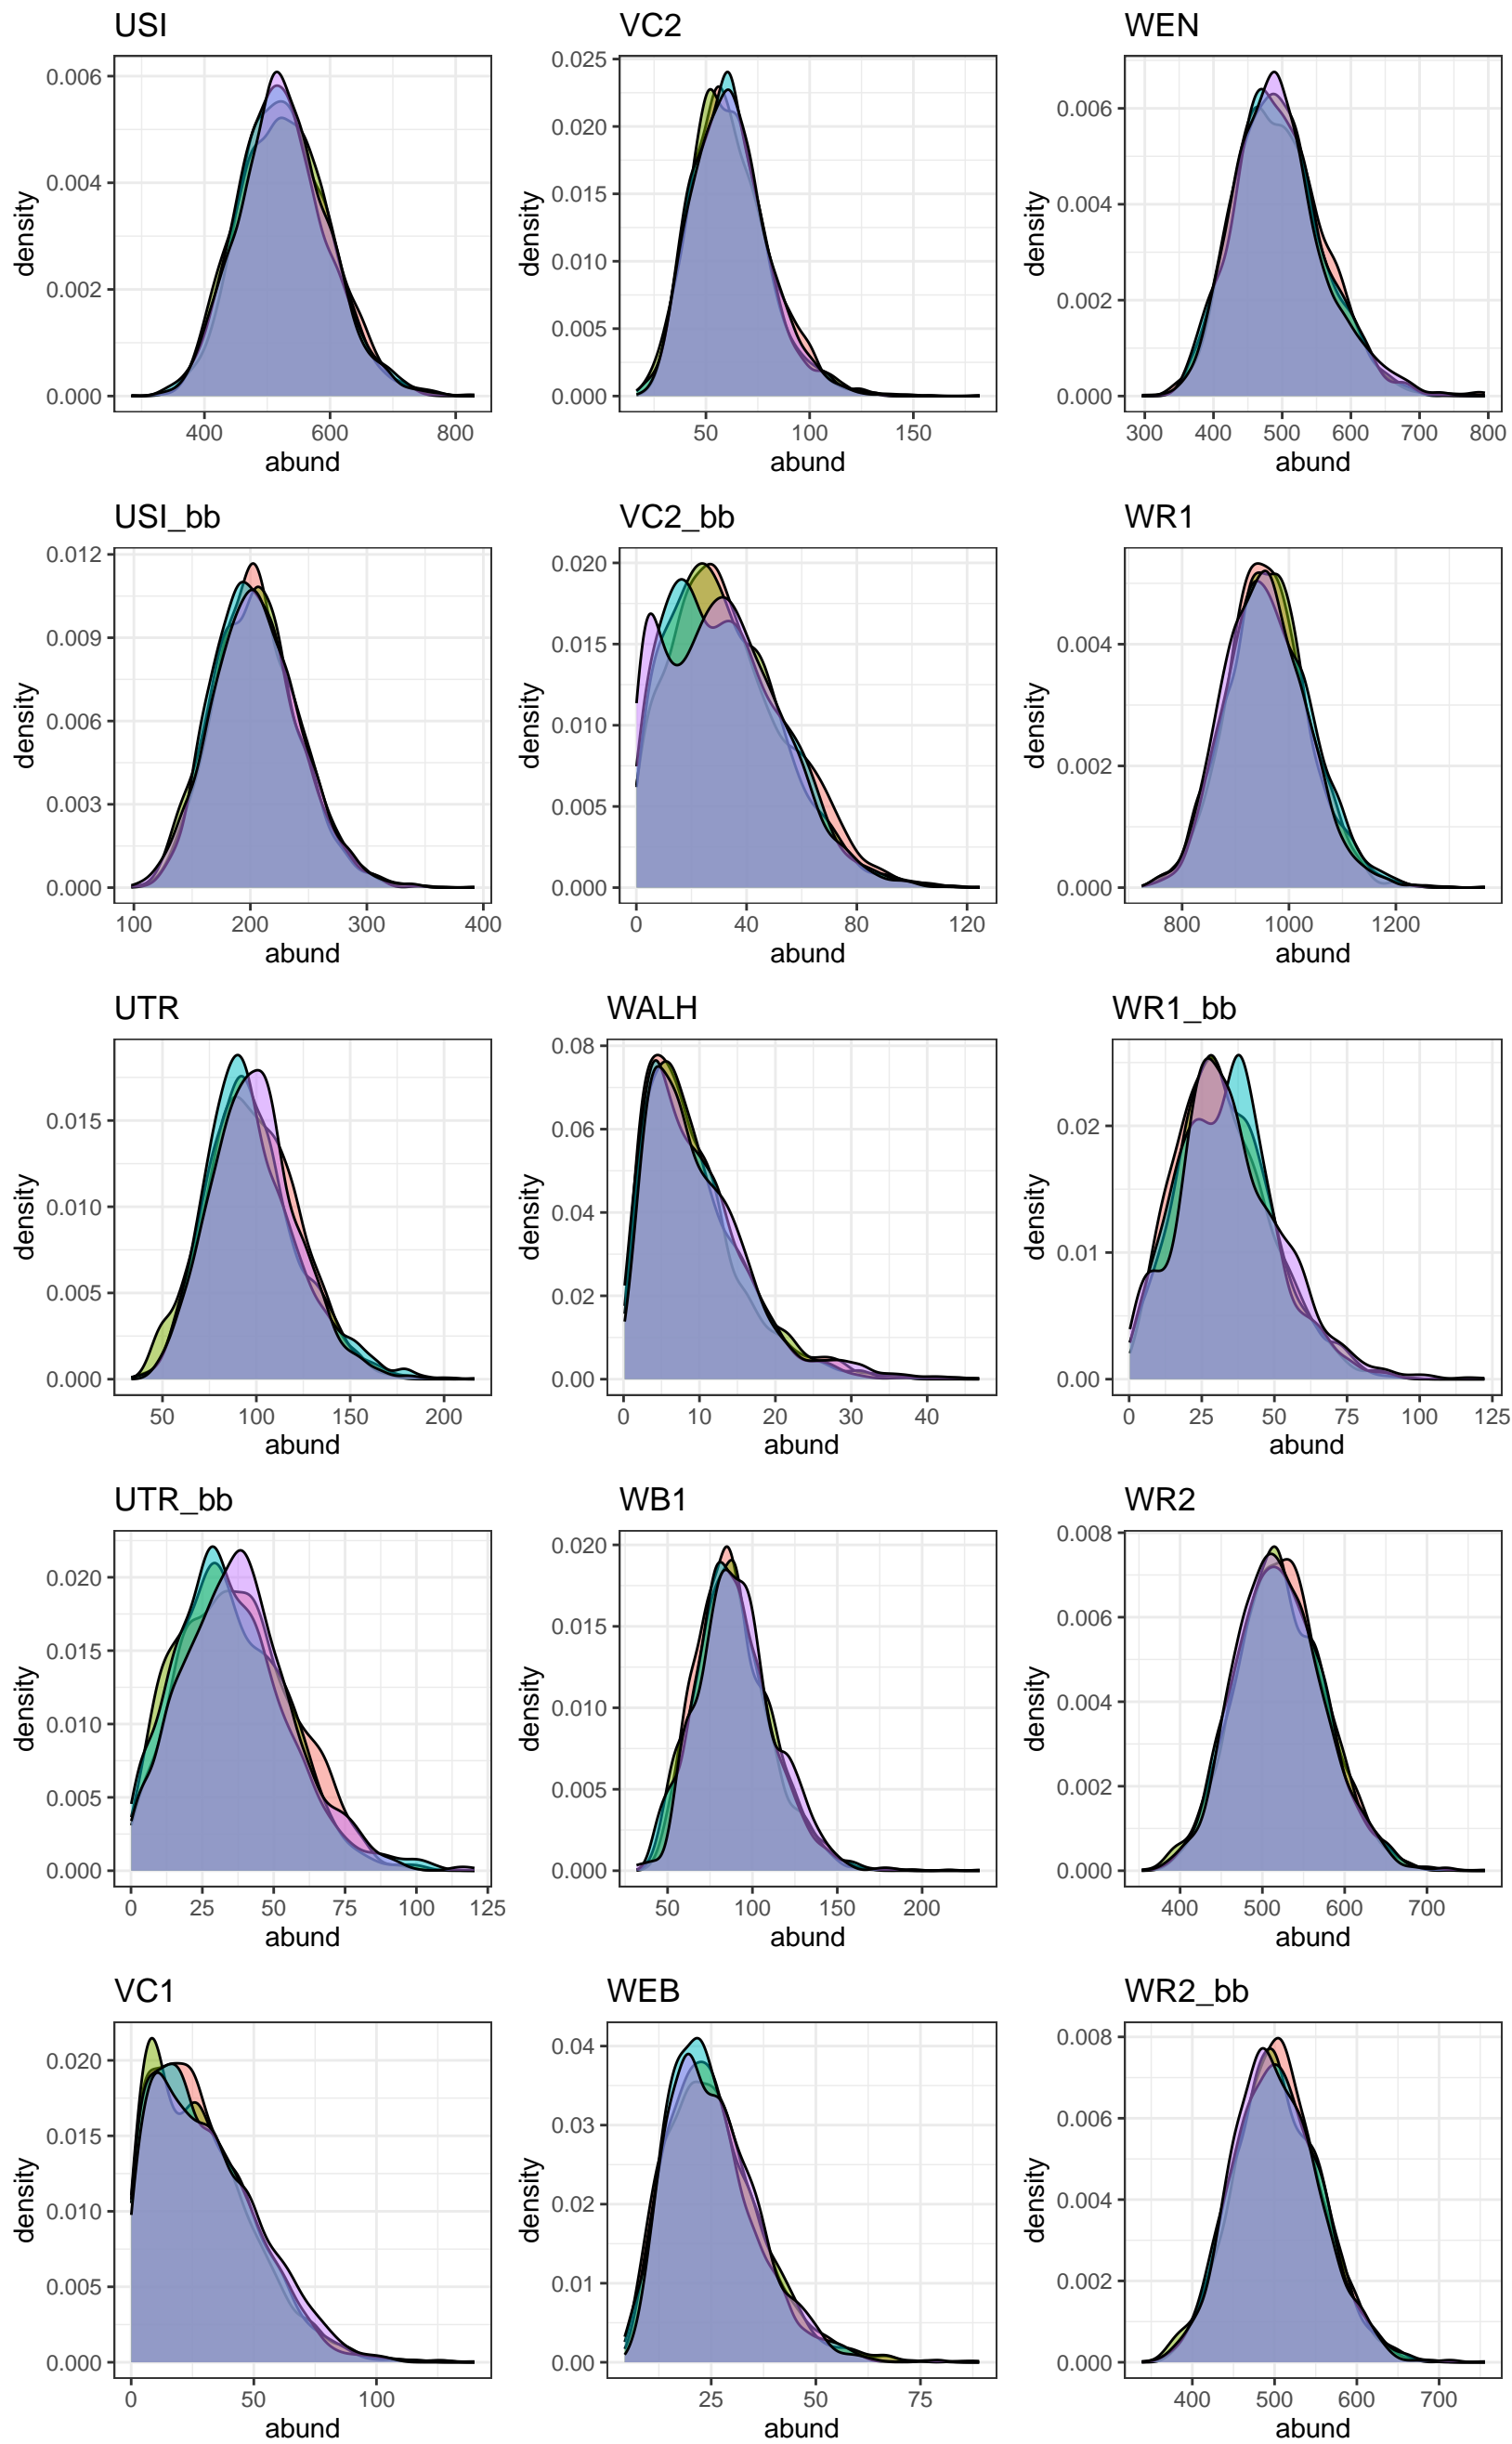 USI
VC2
WEN
density
0.006
0.004
0.002
0.000
400 600 800
abund
density
0.025
0.020
0.015
0.010
0.005
0.000
50 100 150
abund
density
0.006
0.004
0.002
0.000
300 400 500 600 700 800
abund
USI_bb
VC2_bb
WR1
density
0.012
0.009
0.006
0.003
0.000
100 200 300 400
abund
density
0.020
0.015
0.010
0.005
0.000
0 40 80 120
abund
density
0.004
0.002
0.000
800 1000 1200
abund
UTR
WALH
WR1_bb
density
0.015
0.010
0.005
0.000
50 100 150 200
abund
density
0.08
0.06
0.04
0.02
0.00
0 10 20 30 40
abund
density
0.02
0.01
0.00
0 25 50 75 100 125
abund
UTR_bb
WB1
WR2
density
0.020
0.015
0.010
0.005
0.000
0 25 50 75 100 125
abund
density
0.020
0.015
0.010
0.005
0.000
50 100 150 200
abund
density
0.008
0.006
0.004
0.002
0.000
400 500 600 700
abund
VC1
WEB
WR2_bb
density
0.020
0.015
0.010
0.005
0.000
0 50 100
abund
density
0.04
0.03
0.02
0.01
0.00
25 50 75
abund
density
0.008
0.006
0.004
0.002
0.000
400 500 600 700
abund